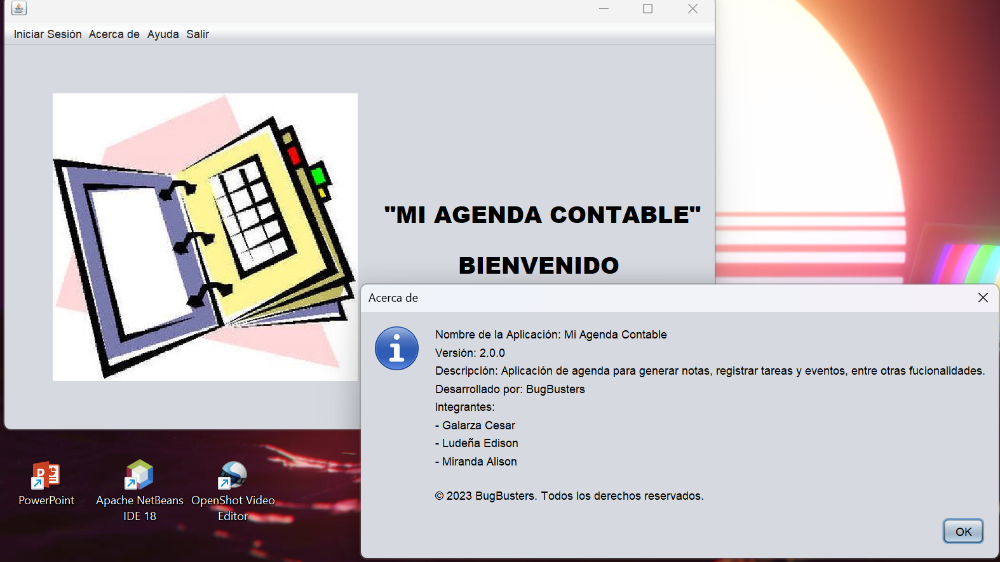 Iniciar Sesión Acerca de Ayuda Salir
"MI AGENDA CONTABLE"
BIENVENIDO
Acerca de
Nombre de la Aplicación: Mi Agenda Contable
Versión: 2.0.0
Descripción: Aplicación de agenda para generar notas, registrar tareas y eventos, entre otras fucionalidades.
Desarrollado por: BugBusters
Integrantes:
- Galarza Cesar
- Ludeña Edison
- Miranda Alison
© 2023 BugBusters. Todos los derechos reservados.
OK
PowerPoint
Apache NetBeans
IDE 18
OpenShot Video
Editor